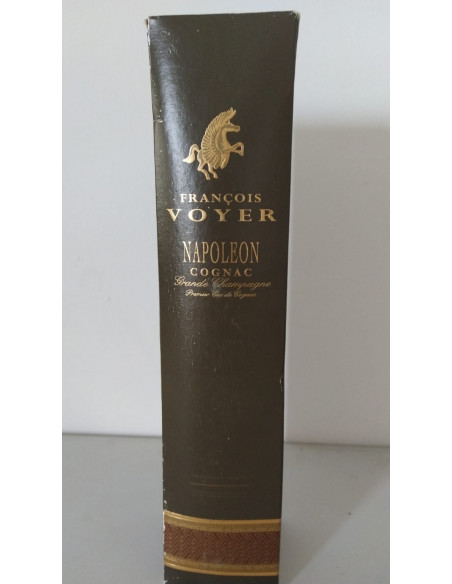 FRANÇOIS
VOYER
NAPOLEON
COGNAC
Grande Champagne
Premier Cru de Cognac